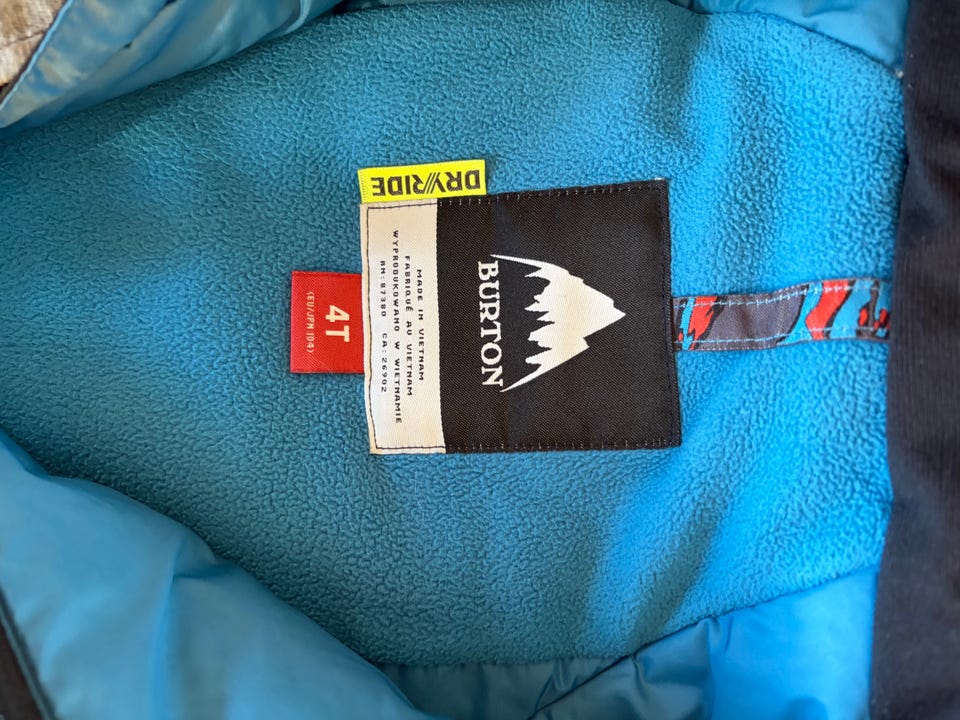 DRYRIDE
BURTON
MADE IN VIETNAM
FABRIQUÉ AU VIETNAM
WYPRODUKOWANO W WIETNAMIE
RN:87380 CA:26902
4T
(EU/JPN 104)